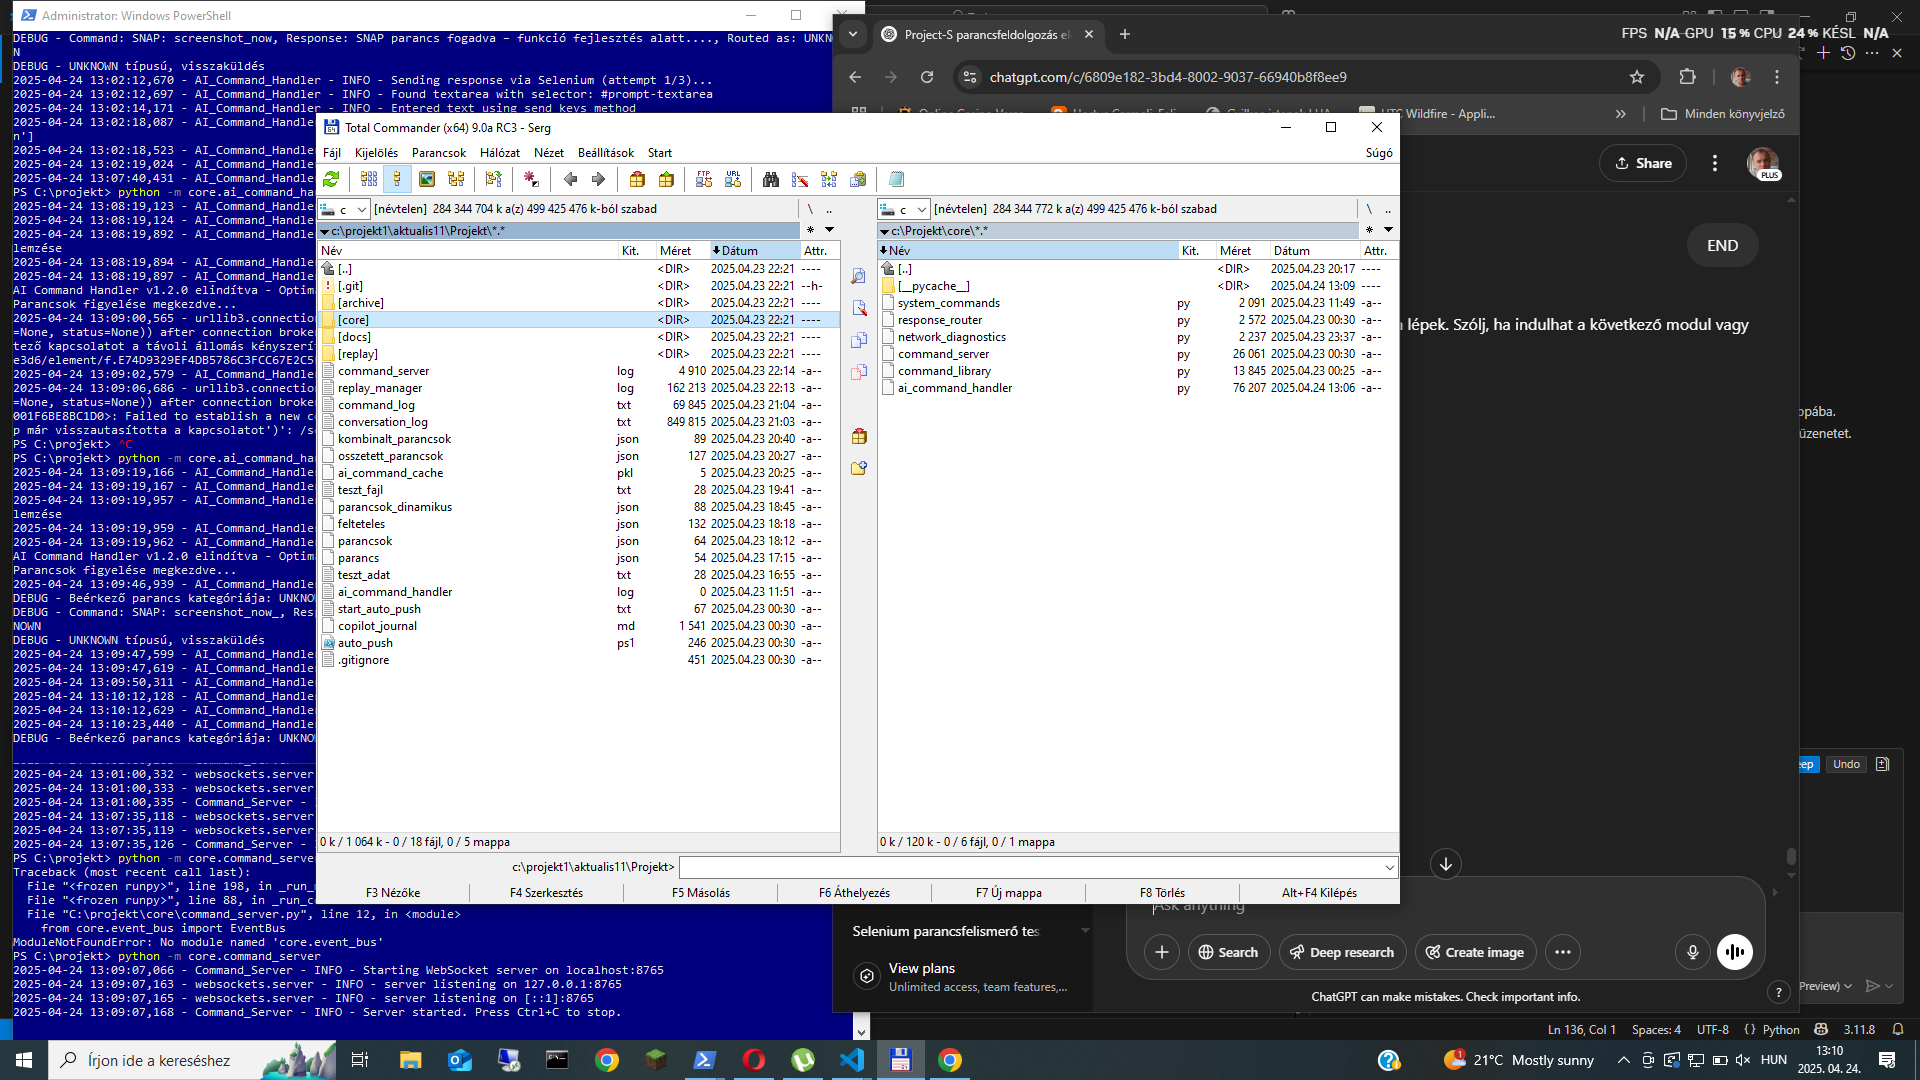 Administrator: Windows PowerShell
DEBUG - Command: SNAP: screenshot_now, Response: SNAP parancs fogadva – funkció fejlesztés alatt...., Routed as: UNKN
N
DEBUG - UNKNOWN típusú, visszaküldés
2025-04-24 13:02:12,670 - AI_Command_Handler - INFO - Sending response via Selenium (attempt 1/3)...
2025-04-24 13:02:12,697 - AI_Command_Handler - INFO - Found textarea with selector: #prompt-textarea
2025-04-24 13:02:14,171 - AI_Command_Handler - INFO - Entered text using send_keys method
2025-04-24 13:02:18,087 - AI_Command_Handle
n']
2025-04-24 13:02:18,523 - AI_Command_Handle
2025-04-24 13:02:19,024 - AI_Command_Handle
2025-04-24 13:07:40,431 - AI_Command_Handle
PS C:\projekt> python -m core.ai_command_ha
2025-04-24 13:08:19,123 - AI_Command_Handle
2025-04-24 13:08:19,124 - AI_Command_Handle
2025-04-24 13:08:19,892 - AI_Command_Handle
lemzése
2025-04-24 13:08:19,894 - AI_Command_Handle
2025-04-24 13:08:19,897 - AI_Command_Handle
AI Command Handler v1.2.0 elindítva - Optim
Parancsok figyelése megkezdve...
2025-04-24 13:09:00,565 - urllib3.connectio
=None, status=None)) after connection broke
tező kapcsolatot a távoli állomás kényszerí
e3d6/element/f.E74D9329EF4DB5786C3FCC67E2C5
2025-04-24 13:09:02,579 - AI_Command_Handle
2025-04-24 13:09:06,686 - urllib3.connectio
=None, status=None)) after connection broke
001F6BE8BC1D0>: Failed to establish a new c
p már visszautasította a kapcsolatot')': /s
PS C:\projekt> ^C
PS C:\projekt> python -m core.ai_command_ha
2025-04-24 13:09:19,166 - AI_Command_Handle
2025-04-24 13:09:19,167 - AI_Command_Handle
2025-04-24 13:09:19,957 - AI_Command_Handle
lemzése
2025-04-24 13:09:19,959 - AI_Command_Handle
2025-04-24 13:09:19,962 - AI_Command_Handle
AI Command Handler v1.2.0 elindítva - Optim
Parancsok figyelése megkezdve...
2025-04-24 13:09:46,939 - AI_Command_Handle
DEBUG - Beérkező parancs kategóriája: UNKNO
DEBUG - Command: SNAP: screenshot_now_, Res
NOWN
DEBUG - UNKNOWN típusú, visszaküldés
2025-04-24 13:09:47,599 - AI_Command_Handle
2025-04-24 13:09:47,619 - AI_Command_Handle
2025-04-24 13:09:50,311 - AI_Command_Handle
2025-04-24 13:10:12,128 - AI_Command_Handle
2025-04-24 13:10:12,629 - AI_Command_Handle
2025-04-24 13:10:23,440 - AI_Command_Handle
DEBUG - Beérkező parancs kategóriája: UNKNO
2025-04-24 13:01:00,332 - websockets.server
2025-04-24 13:01:00,333 - websockets.server
2025-04-24 13:01:00,335 - Command_Server -
2025-04-24 13:07:35,118 - websockets.server
2025-04-24 13:07:35,119 - websockets.server
2025-04-24 13:07:35,126 - Command_Server -
PS C:\projekt> python -m core.command_serve
Traceback (most recent call last):
File "<frozen runpy>", line 198, in _run_m
File "<frozen runpy>", line 88, in _run_co
File "C:\projekt\core\command_server.py", line 12, in <module>
from core.event_bus import EventBus
ModuleNotFoundError: No module named 'core.event_bus'
PS C:\projekt> python -m core.command_server
2025-04-24 13:09:07,066 - Command_Server - INFO - Starting WebSocket server on localhost:8765
2025-04-24 13:09:07,163 - websockets.server - INFO - server listening on 127.0.0.1:8765
2025-04-24 13:09:07,165 - websockets.server - INFO - server listening on [::1]:8765
2025-04-24 13:09:07,168 - Command_Server - INFO - Server started. Press Ctrl+C to stop.
Total Commander (x64) 9.0a RC3 - Serg
Fájl Kijelölés Parancsok Hálózat Nézet Beállítások Start Súgó
FTP URL
c [névtelen] 284 344 704 k a(z) 499 425 476 k-ból szabad \ ..
c:\projekt1\aktualis11\Projekt\*.* *
Név Kit. Méret Dátum Attr.
[..] <DIR> 2025.04.23 22:21 ----
[.git] <DIR> 2025.04.23 22:21 --h-
[archive] <DIR> 2025.04.23 22:21 ----
[core] <DIR> 2025.04.23 22:21 ----
[docs] <DIR> 2025.04.23 22:21 ----
[replay] <DIR> 2025.04.23 22:21 ----
command_server log 4 910 2025.04.23 22:14 -a--
replay_manager log 162 213 2025.04.23 22:13 -a--
command_log txt 69 845 2025.04.23 21:04 -a--
conversation_log txt 849 815 2025.04.23 21:03 -a--
kombinalt_parancsok json 89 2025.04.23 20:40 -a--
osszetett_parancsok json 127 2025.04.23 20:27 -a--
ai_command_cache pkl 5 2025.04.23 20:25 -a--
teszt_fajl txt 28 2025.04.23 19:41 -a--
parancsok_dinamikus json 88 2025.04.23 18:45 -a--
felteteles json 132 2025.04.23 18:18 -a--
parancsok json 64 2025.04.23 18:12 -a--
parancs json 54 2025.04.23 17:15 -a--
teszt_adat txt 28 2025.04.23 16:55 -a--
ai_command_handler log 0 2025.04.23 11:51 -a--
start_auto_push txt 67 2025.04.23 00:30 -a--
copilot_journal md 1 541 2025.04.23 00:30 -a--
auto_push ps1 246 2025.04.23 00:30 -a--
.gitignore 451 2025.04.23 00:30 -a--
0 k / 1 064 k - 0 / 18 fájl, 0 / 5 mappa
c [névtelen] 284 344 772 k a(z) 499 425 476 k-ból szabad \ ..
c:\Projekt\core\*.* *
Név Kit. Méret Dátum Attr.
[..] <DIR> 2025.04.23 20:17 ----
[__pycache__] <DIR> 2025.04.24 13:09 ----
system_commands py 2 091 2025.04.23 11:49 -a--
response_router py 2 572 2025.04.23 00:30 -a--
network_diagnostics py 2 237 2025.04.23 23:37 -a--
command_server py 26 061 2025.04.23 00:30 -a--
command_library py 13 845 2025.04.23 00:25 -a--
ai_command_handler py 76 207 2025.04.24 13:06 -a--
0 k / 120 k - 0 / 6 fájl, 0 / 1 mappa
c:\projekt1\aktualis11\Projekt>
F3 Nézőke F4 Szerkesztés F5 Másolás F6 Áthelyezés F7 Új mappa F8 Törlés Alt+F4 Kilépés
Project-S parancsfeldolgozás el
FPS N/A GPU 15 % CPU 24 % KÉSL N/A
chatgpt.com/c/6809e182-3bd4-8002-9037-66940b8f8ee9
HTC Wildfire - Appli...
Minden könyvjelző
Share
PLUS
END
lépek. Szólj, ha indulhat a következő modul vagy
opába.
üzenetet.
eep Undo
Selenium parancsfelismerő tes
View plans
Unlimited access, team features,...
Ask anything
Search Deep research Create image
ChatGPT can make mistakes. Check important info.
?
Preview)
Ln 136, Col 1 Spaces: 4 UTF-8 {} Python 3.11.8
Írjon ide a kereséshez
1 21°C Mostly sunny
HUN
13:10
2025. 04. 24.